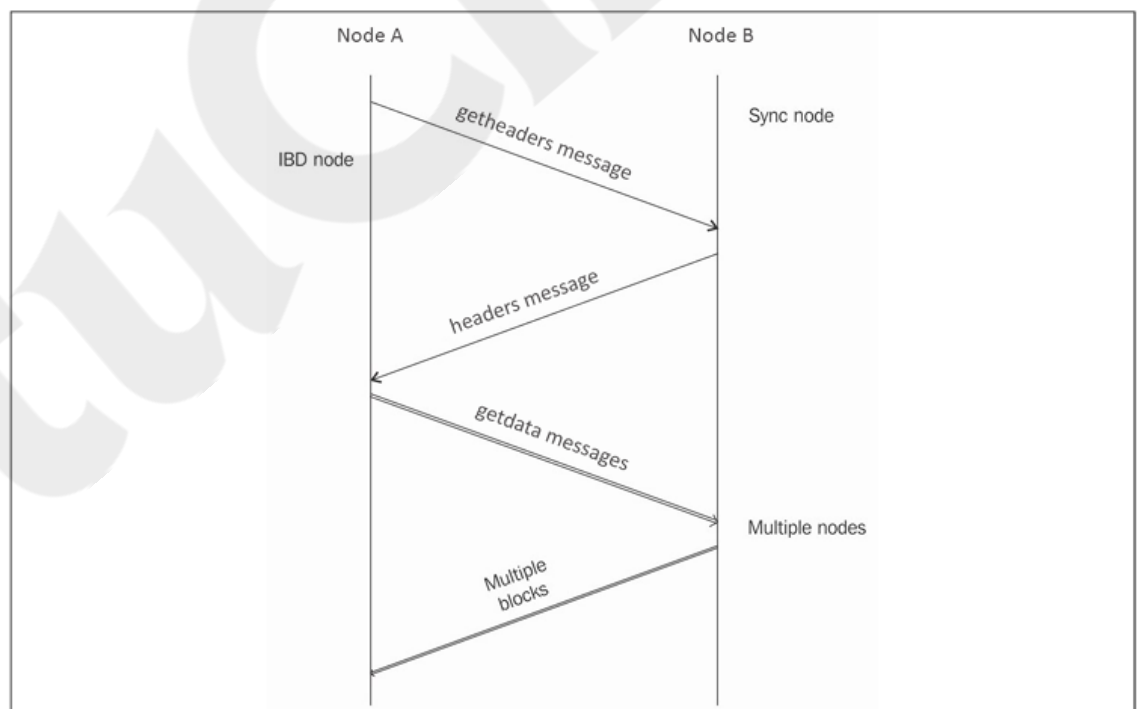 Node A
Node B
getheaders message
Sync node
IBD node
headers message
getdata messages
Multiple nodes
Multiple
blocks